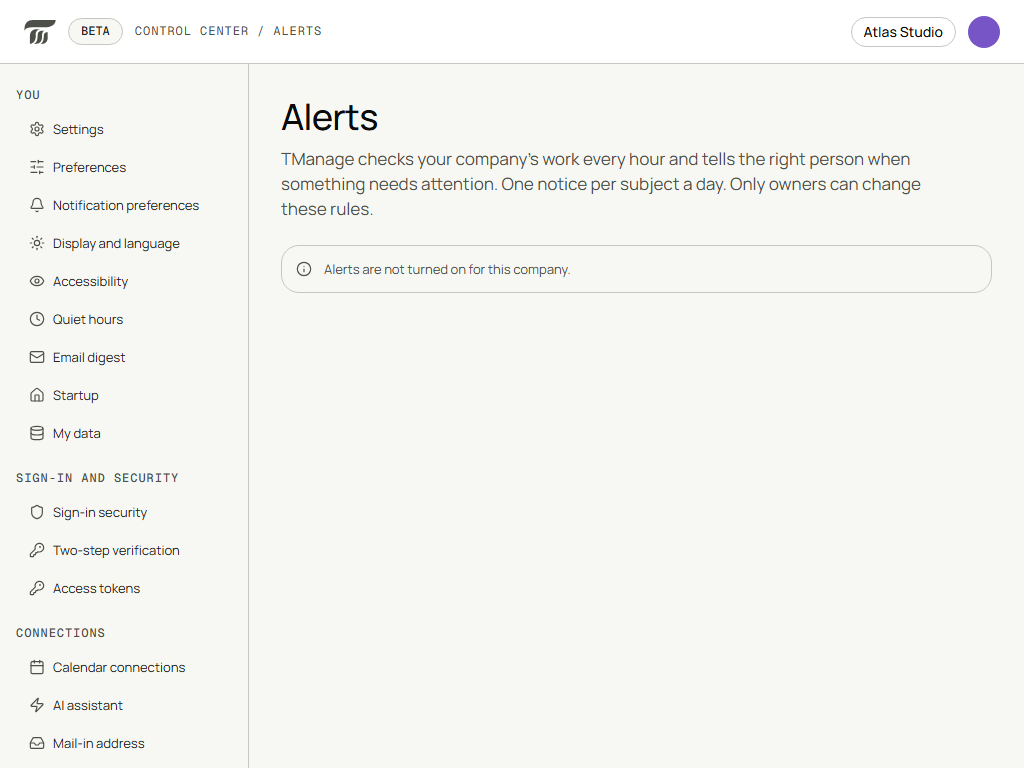 BETA
CONTROL CENTER / ALERTS
Atlas Studio
YOU
Settings
Preferences
Notification preferences
Display and language
Accessibility
Quiet hours
Email digest
Startup
My data
SIGN-IN AND SECURITY
Sign-in security
Two-step verification
Access tokens
CONNECTIONS
Calendar connections
AI assistant
Mail-in address
Alerts
TManage checks your company's work every hour and tells the right person when
something needs attention. One notice per subject a day. Only owners can change
these rules.
Alerts are not turned on for this company.